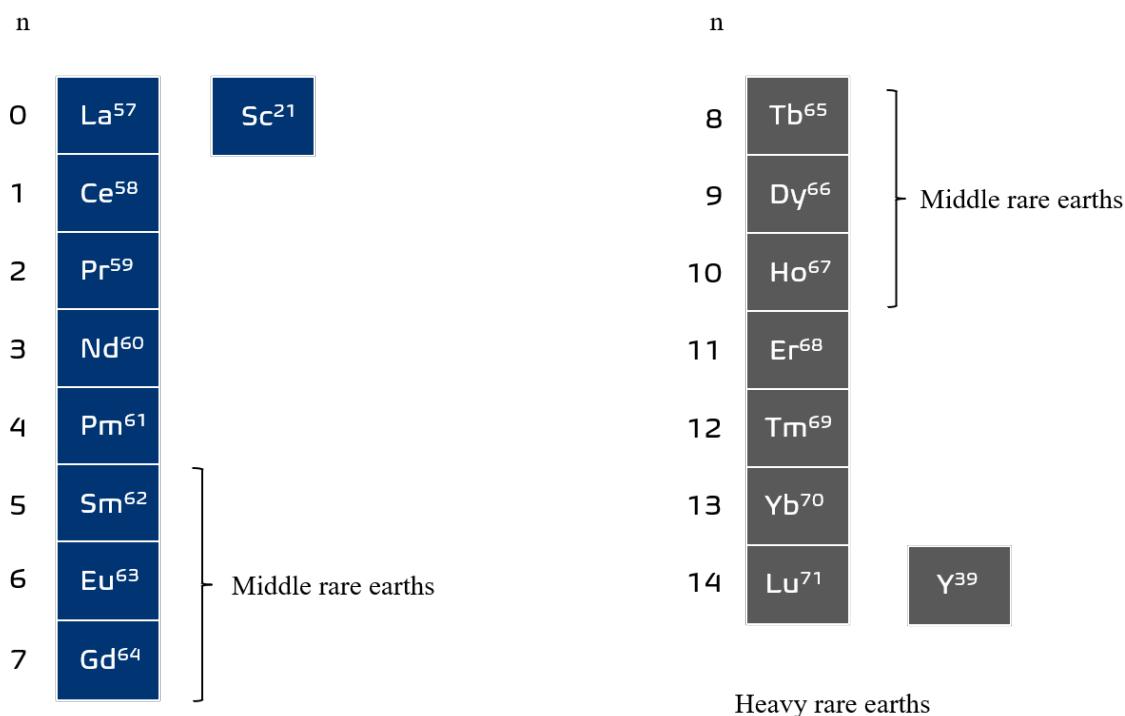 n
0 La⁵⁷ Sc²¹
1 Ce⁵⁸
2 Pr⁵⁹
3 Nd⁶⁰
4 Pm⁶¹
5 Sm⁶²
6 Eu⁶³
Middle rare earths
7 Gd⁶⁴
n
8 Tb⁶⁵
9 Dy⁶⁶
Middle rare earths
10 Ho⁶⁷
11 Er⁶⁸
12 Tm⁶⁹
13 Yb⁷⁰
14 Lu⁷¹ Y³⁹
Heavy rare earths